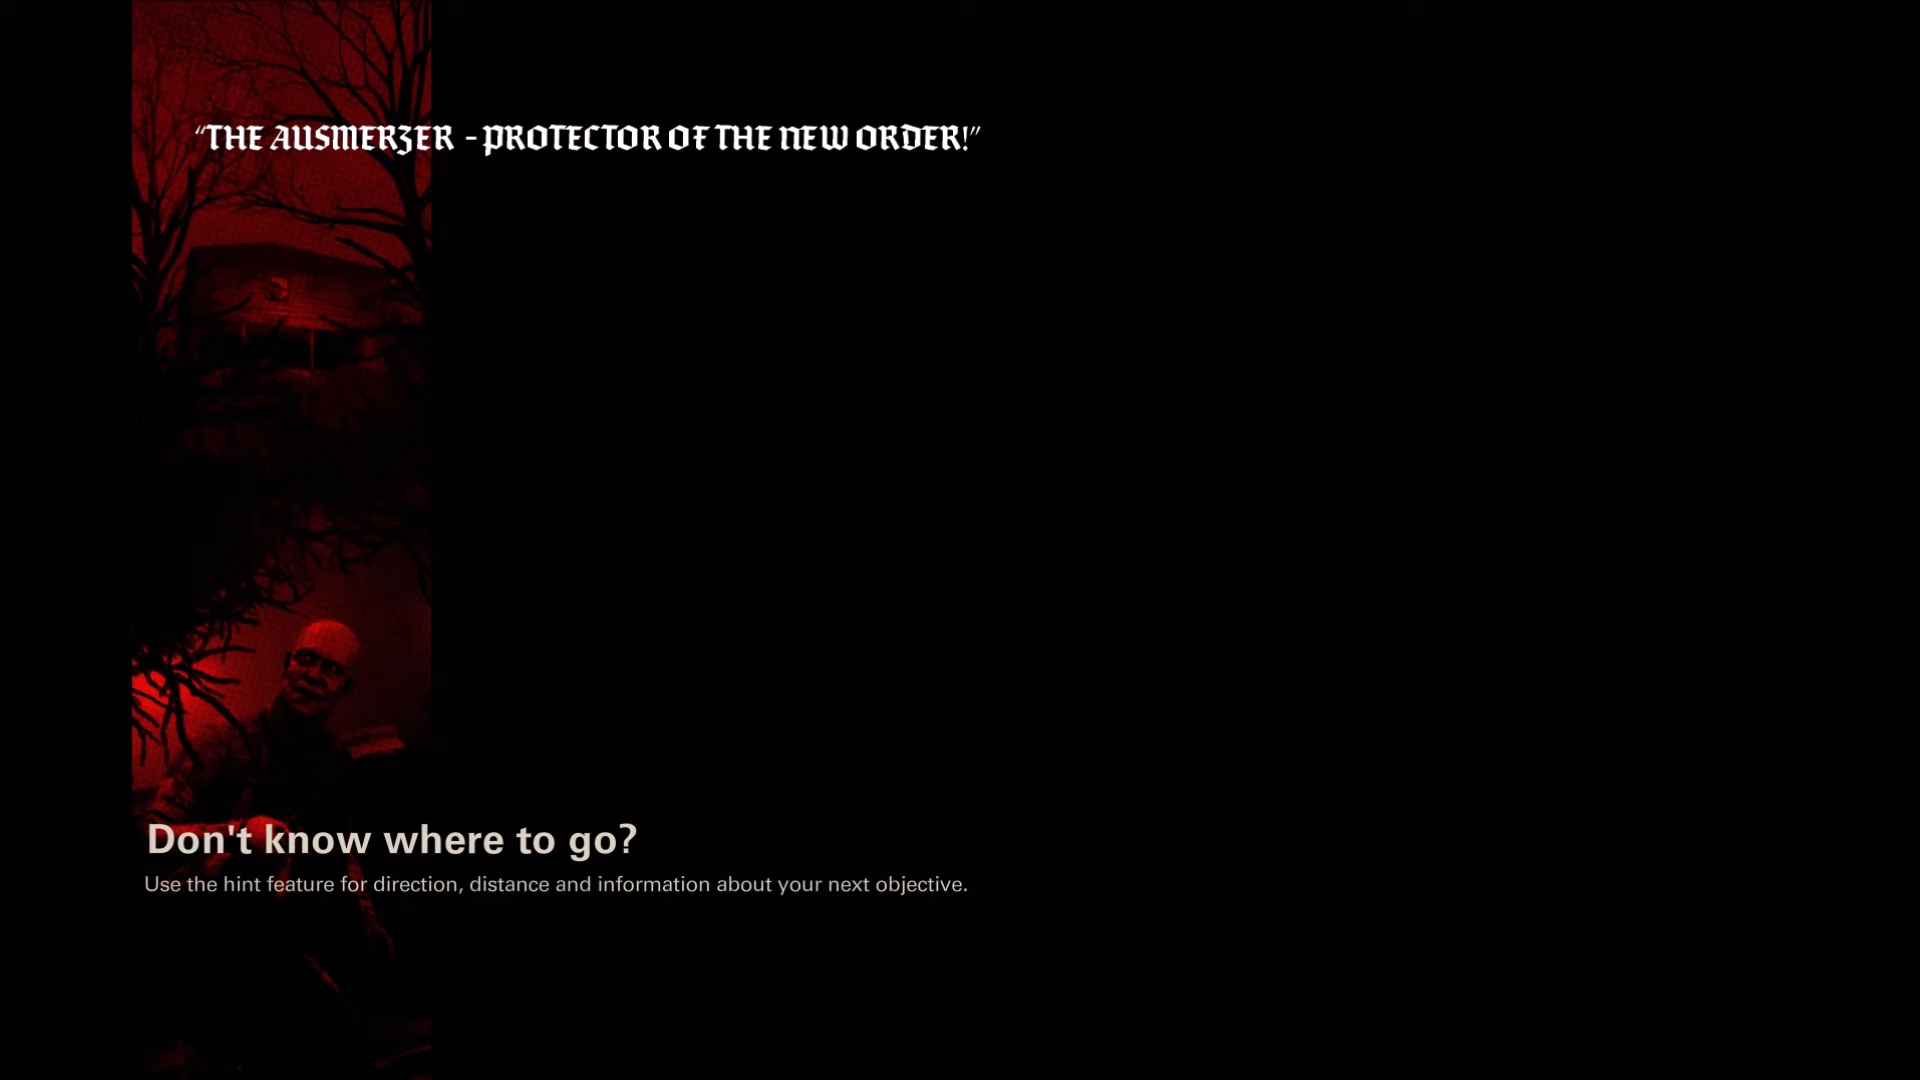 “THE AUSMERZER - PROTECTOR OF THE NEW ORDER!”
Don't know where to go?
Use the hint feature for direction, distance and information about your next objective.